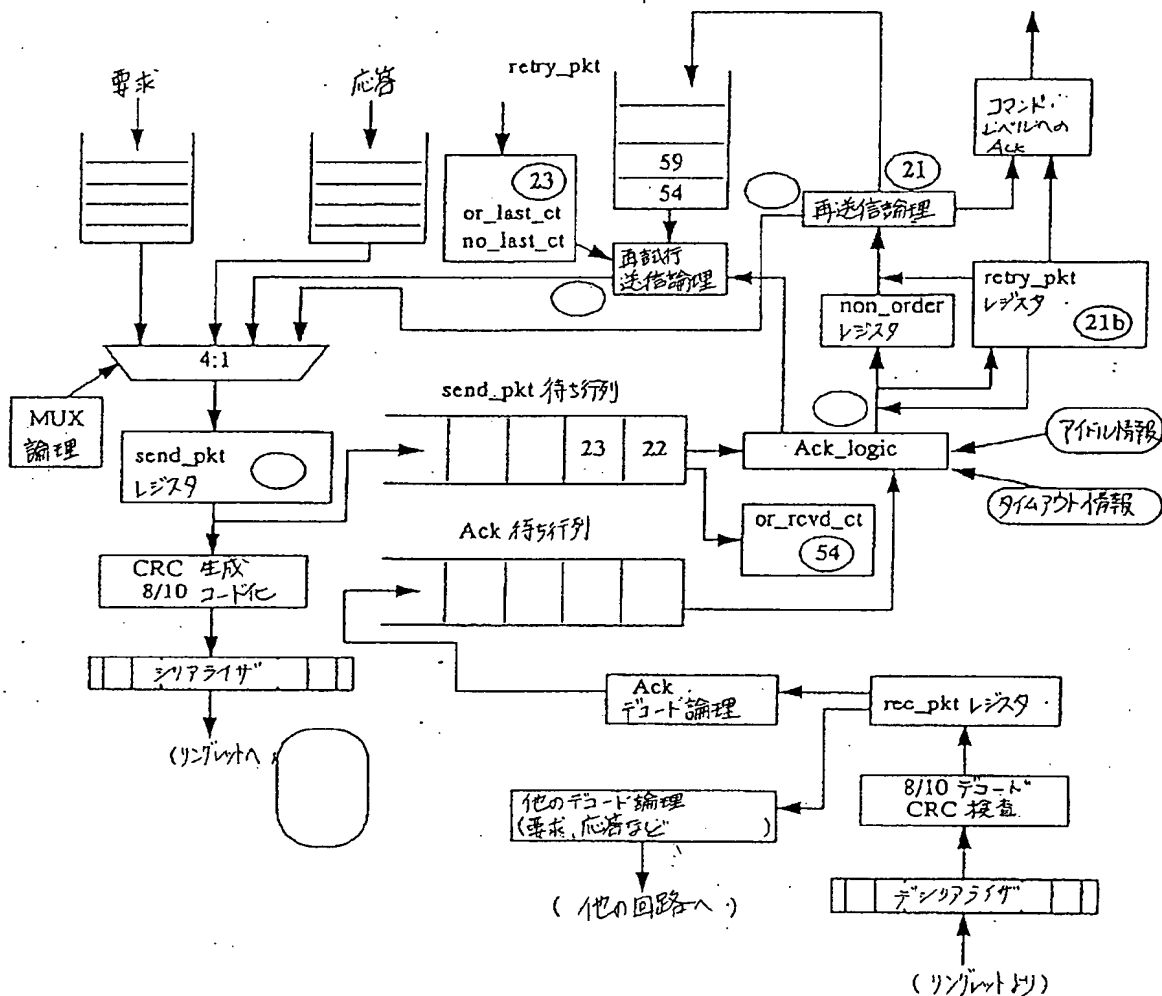 要求
応答
retry_pkt
59
54
23
or_last_ct
no_last_ct
再試行
送信論理
21
再送信論理
コマンド・
レベルへの
Ack
non_order
レジスタ
retry_pkt
レジスタ
21b
4:1
MUX
論理
send_pkt
レジスタ
send_pkt 待ち行列
23
22
Ack_logic
アイドル情報
タイムアウト情報
or_rcvd_ct
54
Ack 待ち行列
CRC 生成
8/10 コード化
シリアライザ
(リングレットへ)
Ack
デコード論理
rec_pkt レジスタ
他のデコード論理
(要求、応答など)
(他の回路へ)
8/10 デコード
CRC 検査
デシリアライザ
(リングレットより)